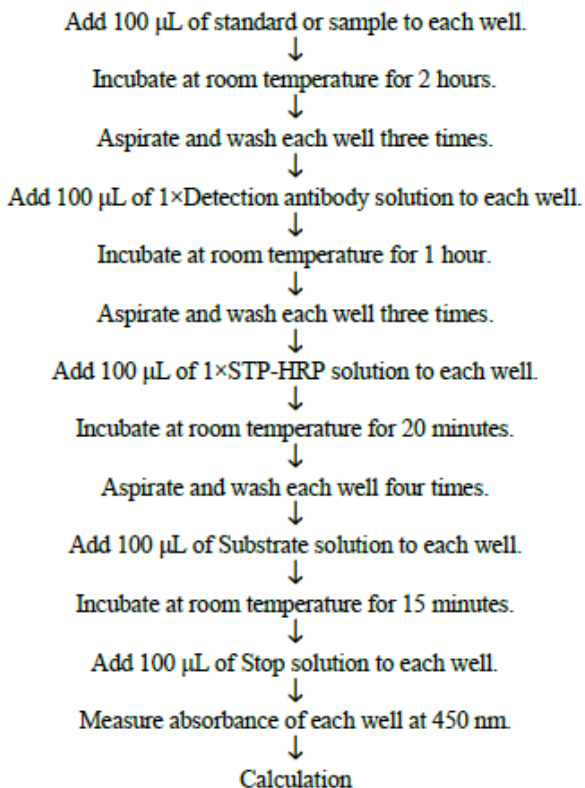 Add 100 μL of standard or sample to each well.
↓
Incubate at room temperature for 2 hours.
↓
Aspirate and wash each well three times.
↓
Add 100 μL of 1×Detection antibody solution to each well.
↓
Incubate at room temperature for 1 hour.
↓
Aspirate and wash each well three times.
↓
Add 100 μL of 1×STP-HRP solution to each well.
↓
Incubate at room temperature for 20 minutes.
↓
Aspirate and wash each well four times.
↓
Add 100 μL of Substrate solution to each well.
↓
Incubate at room temperature for 15 minutes.
↓
Add 100 μL of Stop solution to each well.
↓
Measure absorbance of each well at 450 nm.
↓
Calculation